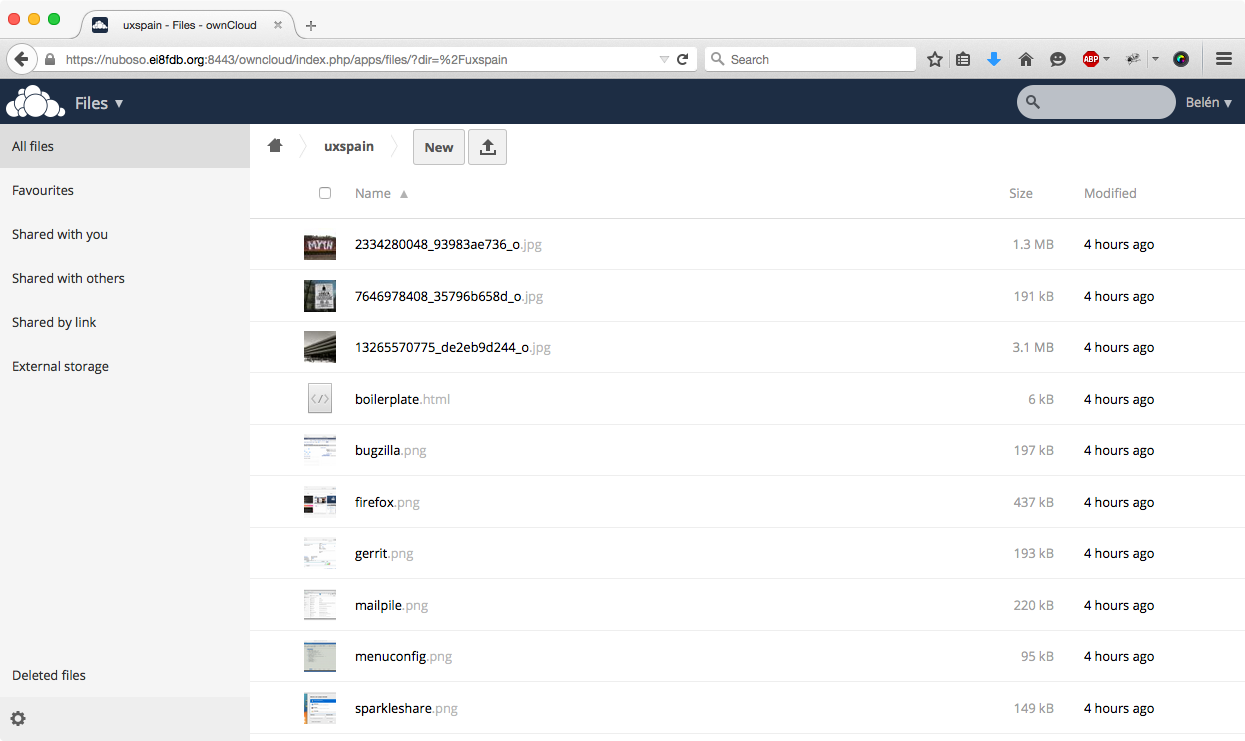 uxspain - Files - ownCloud
https://nuboso.ei8fdb.org:8443/owncloud/index.php/apps/files/?dir=%2Fuxspain
Search
ABP
Files ▾
Belén ▾
All files
Favourites
Shared with you
Shared with others
Shared by link
External storage
Deleted files
uxspain
New
Name ▲ Size Modified
MYTH
2334280048_93983ae736_o.jpg 1.3 MB 4 hours ago
7646978408_35796b658d_o.jpg 191 kB 4 hours ago
13265570775_de2eb9d244_o.jpg 3.1 MB 4 hours ago
</>
boilerplate.html 6 kB 4 hours ago
bugzilla.png 197 kB 4 hours ago
firefox.png 437 kB 4 hours ago
gerrit.png 193 kB 4 hours ago
mailpile.png 220 kB 4 hours ago
menuconfig.png 95 kB 4 hours ago
sparkleshare.png 149 kB 4 hours ago